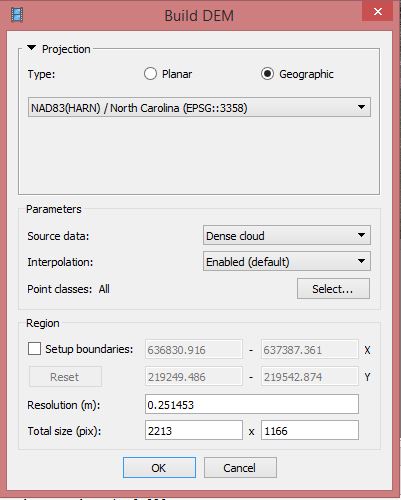 Build DEM
Projection
Type: Planar Geographic
NAD83(HARN) / North Carolina (EPSG::3358)
Parameters
Source data: Dense cloud
Interpolation: Enabled (default)
Point classes: All Select...
Region
Setup boundaries: 636830.916 - 637387.361 X
Reset 219249.486 - 219542.874 Y
Resolution (m): 0.251453
Total size (pix): 2213 x 1166
OK Cancel